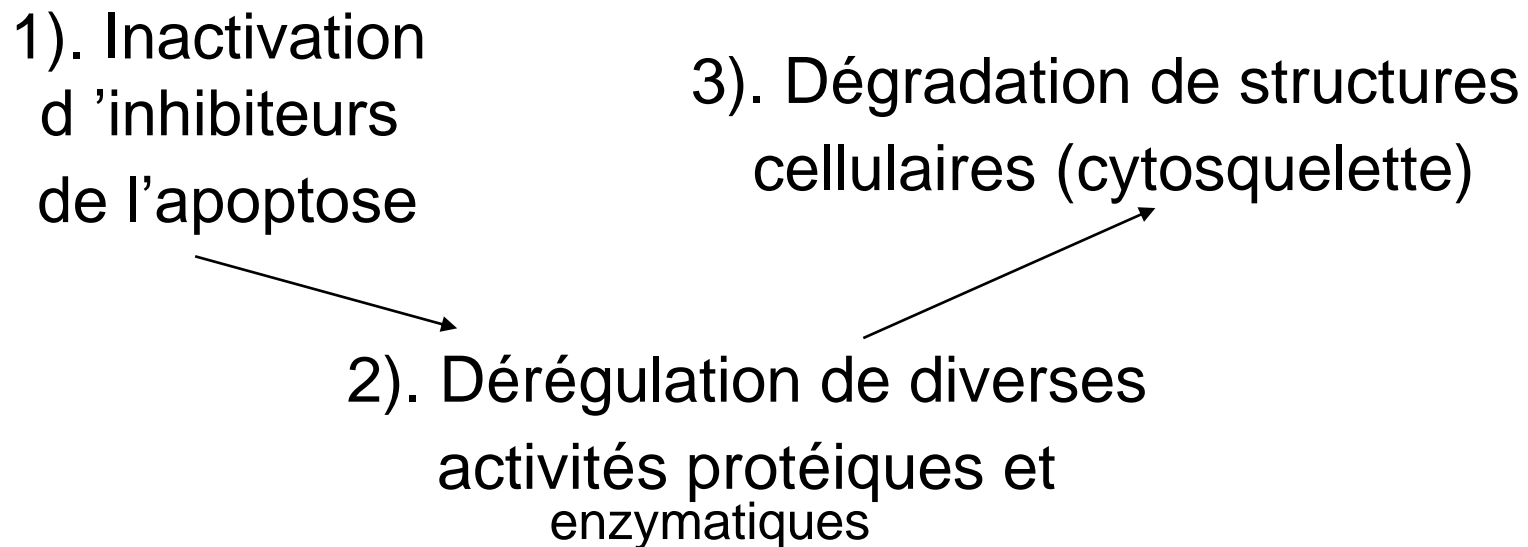 1). Inactivation
d ’inhibiteurs
de l’apoptose
3). Dégradation de structures
cellulaires (cytosquelette)
2). Dérégulation de diverses
activités protéiques et
enzymatiques